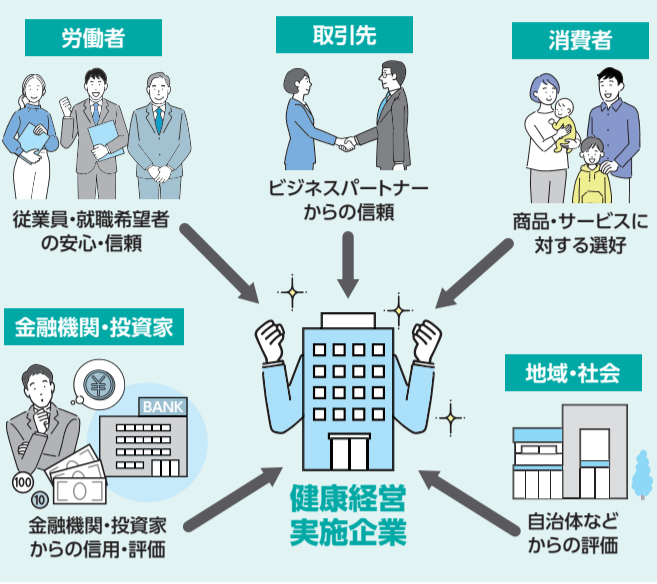 労働者
従業員・就職希望者
の安心・信頼
取引先
ビジネスパートナー
からの信頼
消費者
商品・サービスに
対する選好
金融機関・投資家
¥
BANK
100
10
金融機関・投資家
からの信用・評価
地域・社会
自治体など
からの評価
健康経営
実施企業